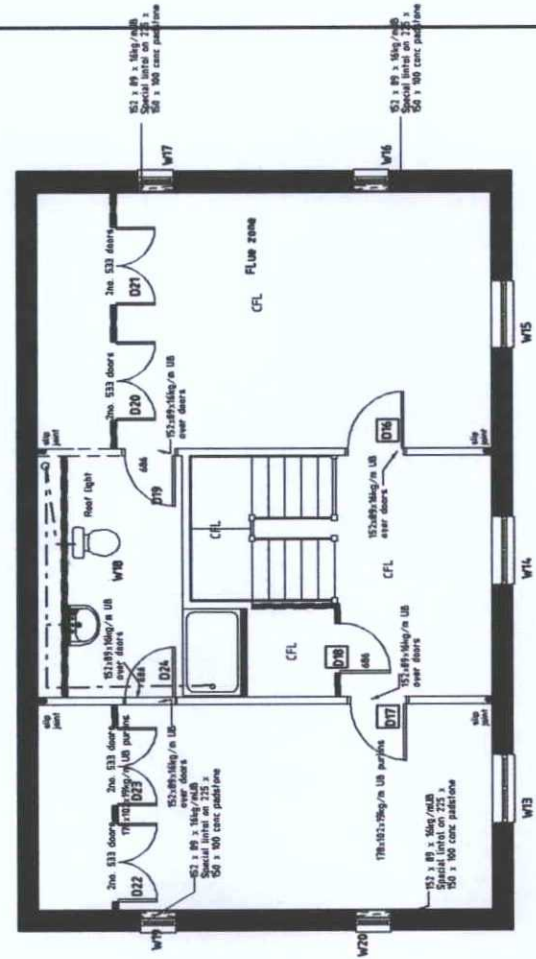 152 x 89 x 16kg/mUB
Special lintol on 225 x
150 x 100 conc padstone
152 x 89 x 16kg/mUB
Special lintol on 225 x
150 x 100 conc padstone
W17
W16
2no. 533 doors
D21
2no. 533 doors
D20
FLue zone
CFL
W15
slip
joint
152x89x16kg/m UB
over doors
686
D19
D16
152x89x16kg/m UB
over doors
slip
joint
Roof light
W18
CFL
CFL
W14
152x89x16kg/m UB
over doors
686
D24
CFL
D18
686
152x89x16kg/m UB
over doors
slip
joint
152x89x16kg/m UB
over doors
D17
slip
joint
2no. 533 doors
D23
178x102x19kg/m UB purlins
2no. 533 doors
D22
178x102x19kg/m UB purlins
152 x 89 x 16kg/mUB
Special lintol on 225 x
150 x 100 conc padstone
152 x 89 x 16kg/mUB
Special lintol on 225 x
150 x 100 conc padstone
W13
W19
W20